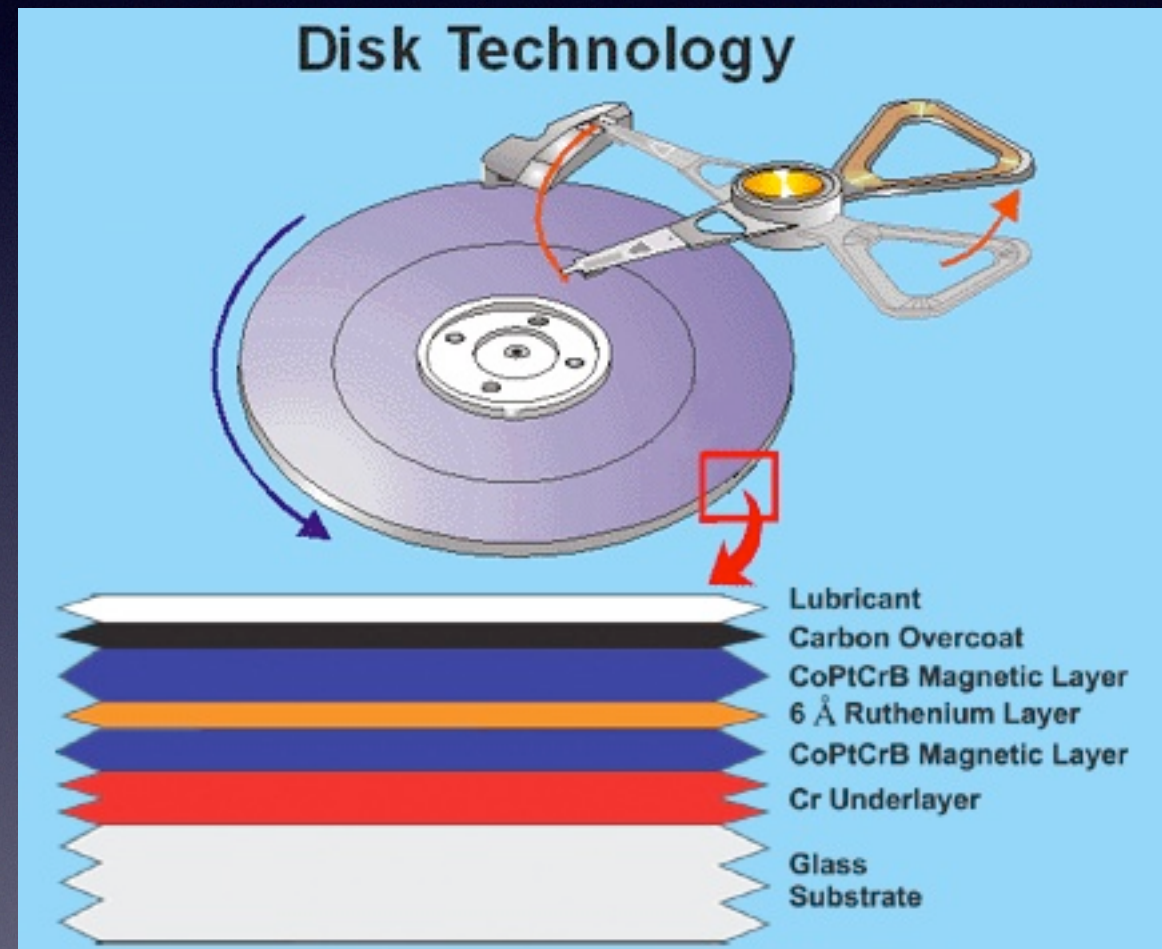 Disk Technology
Lubricant
Carbon Overcoat
CoPtCrB Magnetic Layer
6 Å Ruthenium Layer
CoPtCrB Magnetic Layer
Cr Underlayer
Glass
Substrate